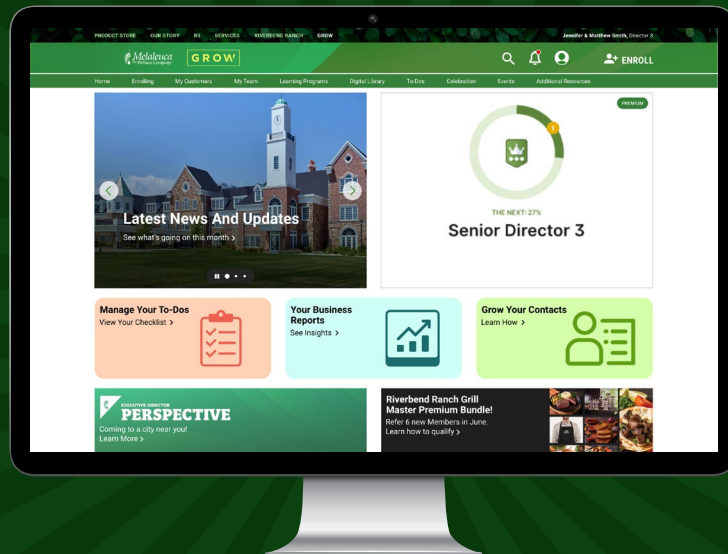 PRODUCT STORE OUR STORY R3 SERVICES RIVERBEND RANCH GROW Jennifer & Matthew Smith, Director 3
Melaleuca
The Wellness Company
GROW
ENROLL
Home Enrolling My Customers My Team Learning Programs Digital Library To-Dos Celebration Events Additional Resources
Latest News And Updates
See what's going on this month >
PREMIUM
!
THE NEXT: 27%
Senior Director 3
Manage Your To-Dos
View Your Checklist >
Your Business
Reports
See Insights >
Grow Your Contacts
Learn How >
EXECUTIVE DIRECTOR
PERSPECTIVE
Coming to a city near you!
Learn More >
Riverbend Ranch Grill
Master Premium Bundle!
Refer 6 new Members in June.
Learn how to qualify >